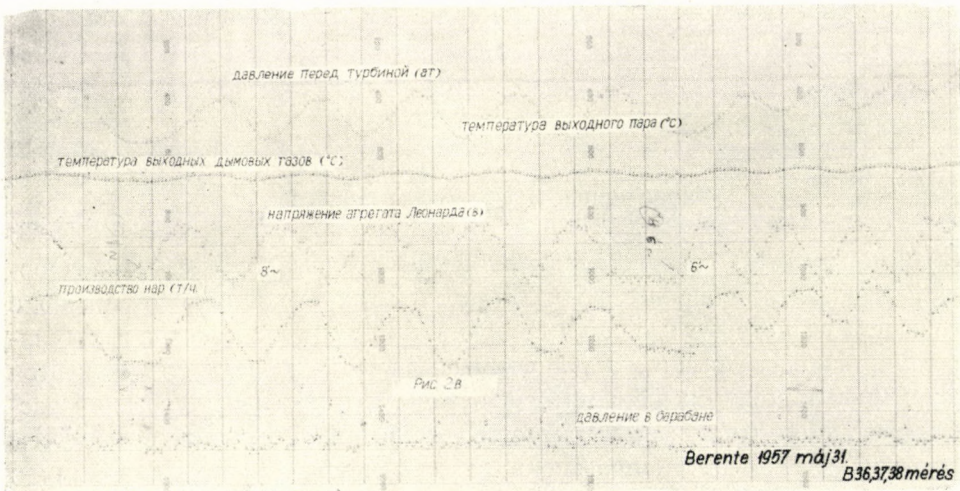 давление перед турбиной (ат)
температура выходного пара (°C)
температура выходных дымовых газов (°C)
напряжение агрегата Леонарда (в)
8'~
6'~
производство нар (т/ч.
Рис 2в
давление в барабане
Berente 1957 máj 31.
B36,37,38 mérés